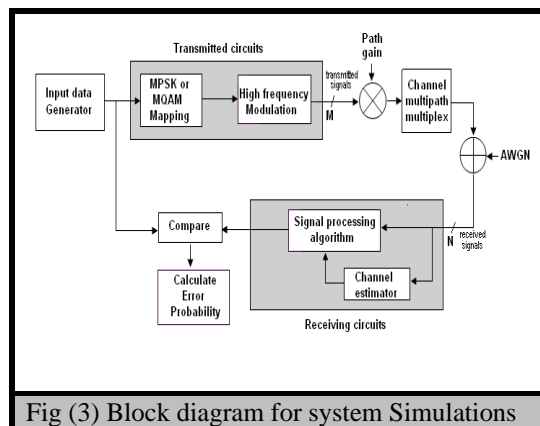 Transmitted circuits
Path
gain
Input data
Generator
MPSK or
MQAM
Mapping
High frequency
Modulation
transmitted
signals
M
Channel
multipath
multiplex
AWGN
Compare
Signal processing
algorithm
N
received
signals
Calculate
Error
Probability
Channel
estimator
Receiving circuits
Fig (3) Block diagram for system Simulations